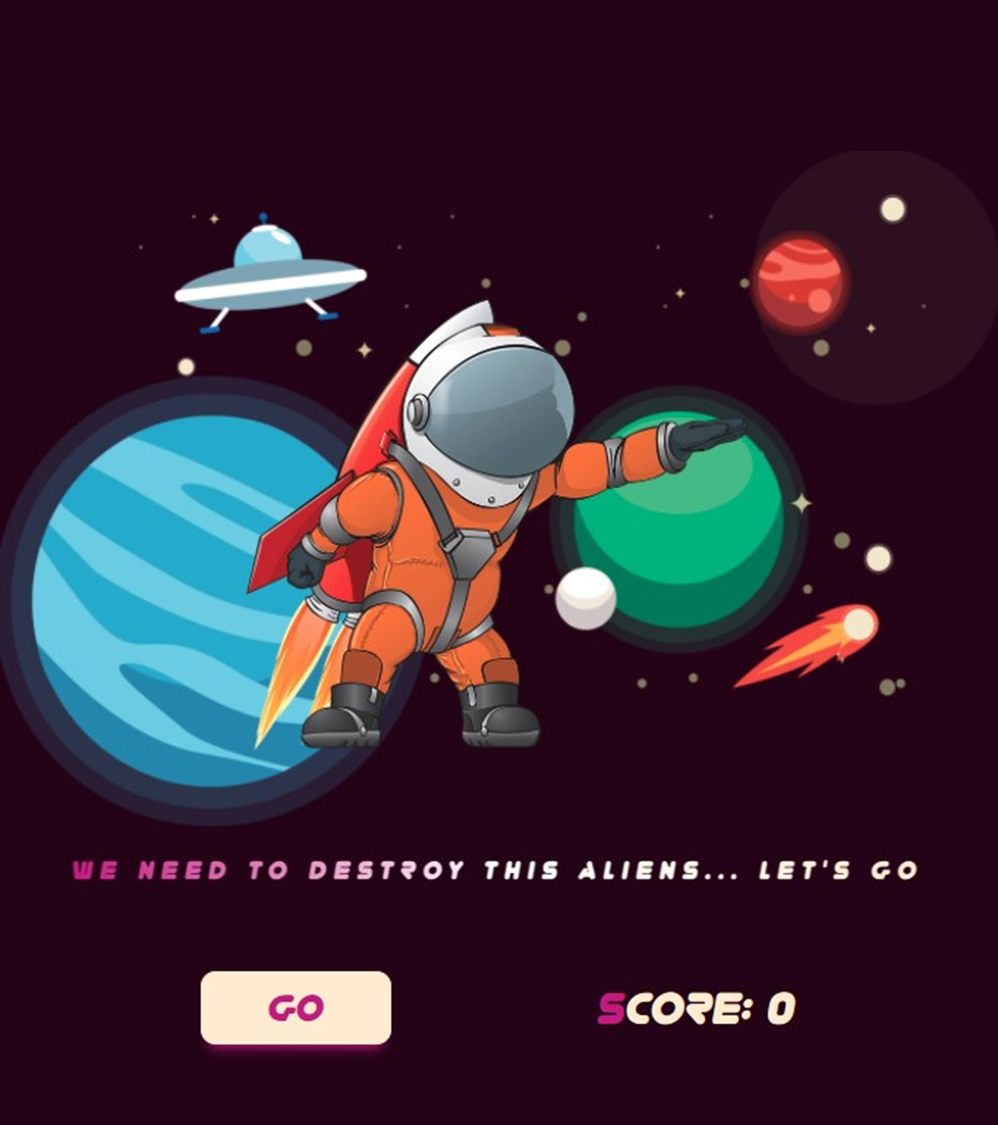 WE NEED TO DESTROY THIS ALIENS... LET'S GO
GO
SCORE: 0